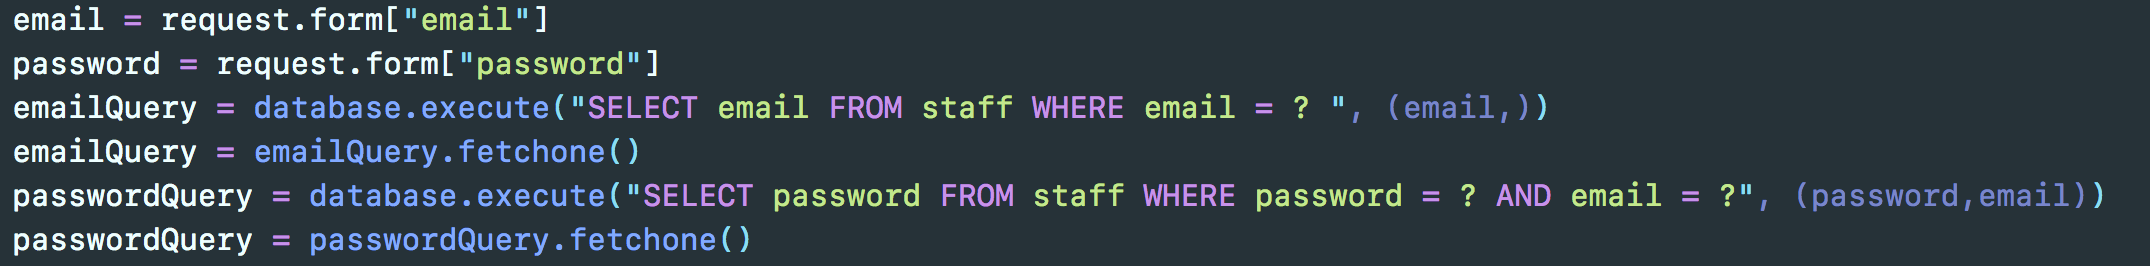 email = request.form["email"]
password = request.form["password"]
emailQuery = database.execute("SELECT email FROM staff WHERE email = ? ", (email,))
emailQuery = emailQuery.fetchone()
passwordQuery = database.execute("SELECT password FROM staff WHERE password = ? AND email = ?", (password,email))
passwordQuery = passwordQuery.fetchone()